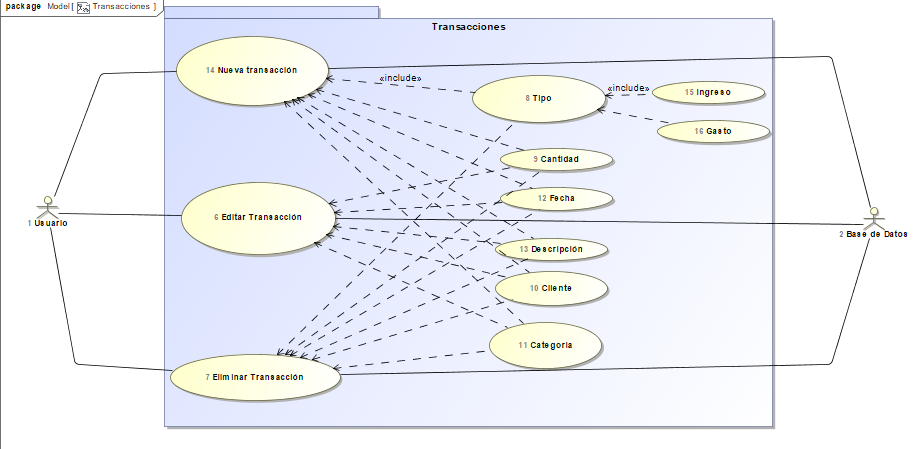 package Model [ Transacciones ]
Transacciones
14 Nueva transacción
«include»
8 Tipo
«include»
15 Ingreso
16 Gasto
9 Cantidad
12 Fecha
1 Usuario
6 Editar Transacción
2 Base de Datos
13 Descripción
10 Cliente
11 Categoria
7 Eliminar Transacción